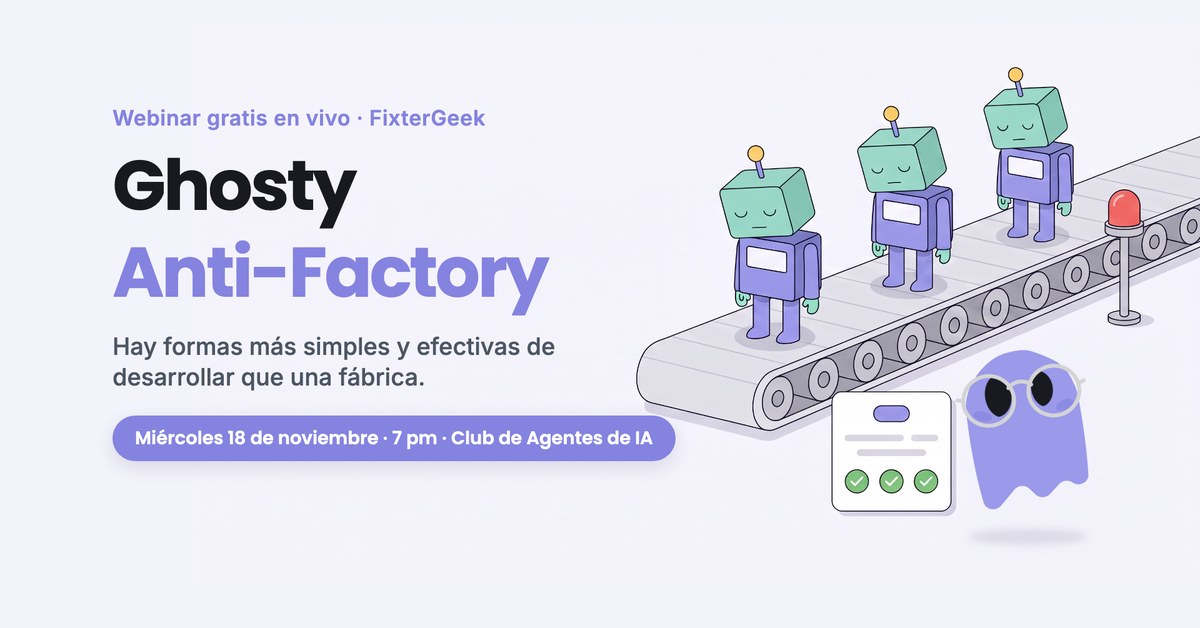 Webinar gratis en vivo · FixterGeek
Ghosty
Anti-Factory
Hay formas más simples y efectivas de
desarrollar que una fábrica.
Miércoles 18 de noviembre · 7 pm · Club de Agentes de IA